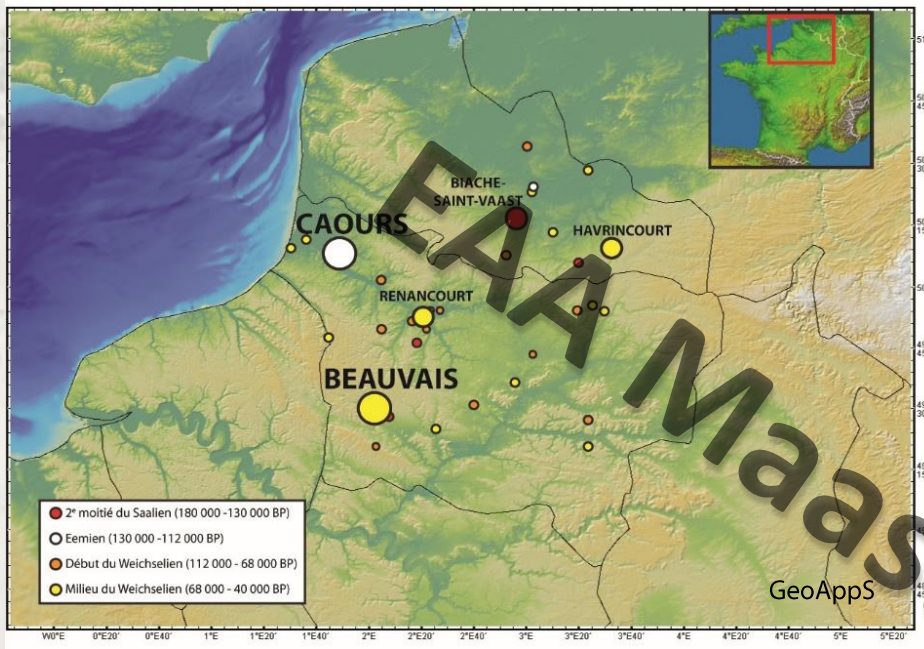 BIACHE-
SAINT-VAAST
CAOURS
HAVRINCOURT
RENANCOURT
BEAUVAIS
EAA Maas
2e moitié du Saalien (180 000 -130 000 BP)
Eemien (130 000 -112 000 BP)
Début du Weichselien (112 000 - 68 000 BP)
Milieu du Weichselien (68 000 - 40 000 BP)
GeoAppS
W0°E 0°E20' 0°E40' 1°E 1°E20' 1°E40' 2°E 2°E20' 2°E40' 3°E 3°E20' 3°E40' 4°E 4°E20' 4°E40' 5°E 5°E20'